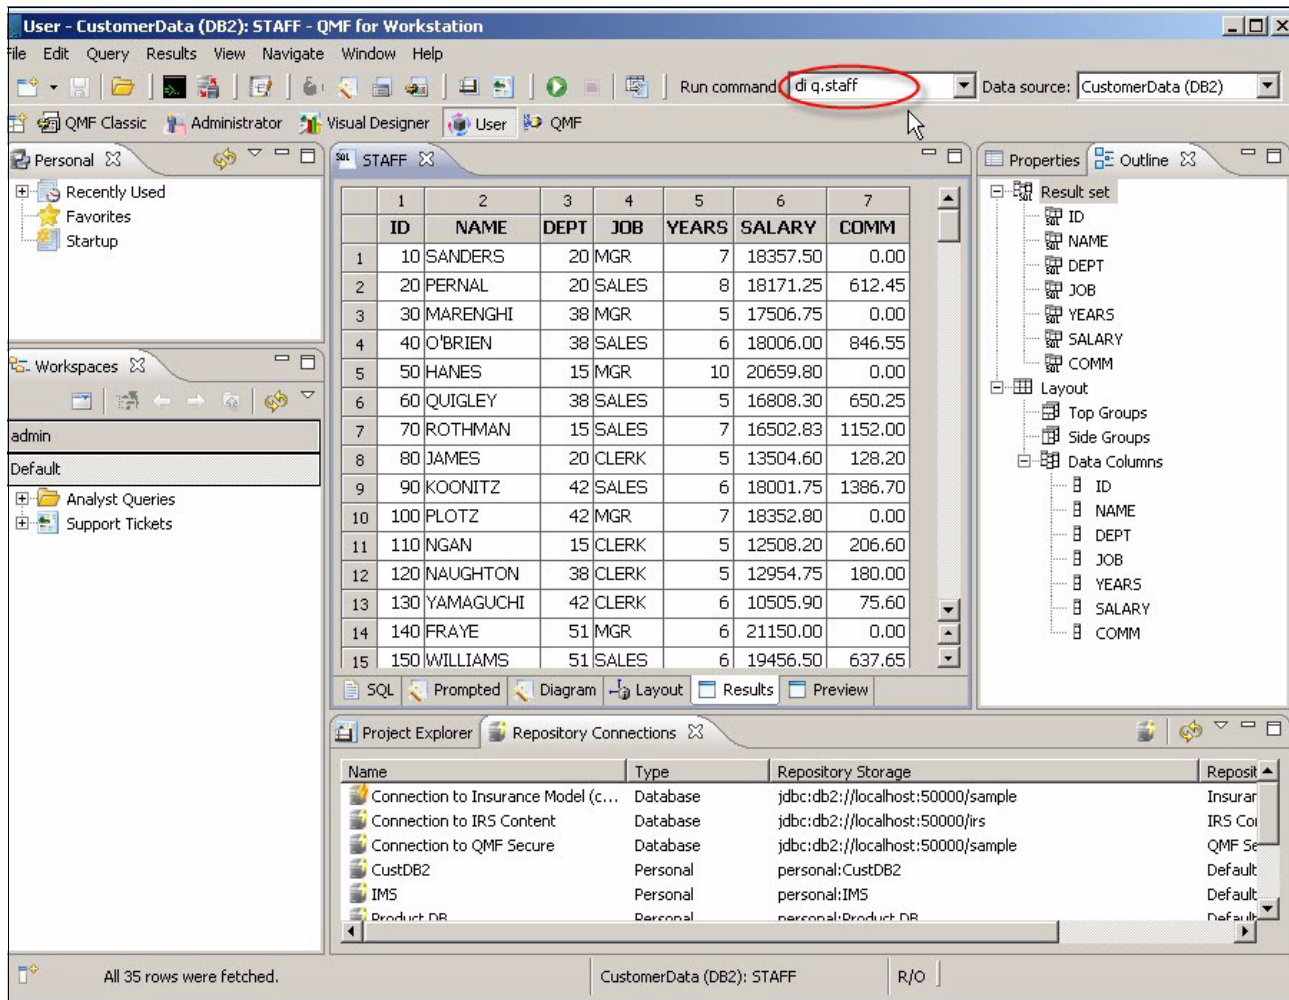 User - CustomerData (DB2): STAFF - QMF for Workstation
File Edit Query Results View Navigate Window Help
Run command: di q.staff Data source: CustomerData (DB2)
QMF Classic Administrator Visual Designer User QMF
Personal
Recently Used
Favorites
Startup
Workspaces
admin
Default
Analyst Queries
Support Tickets
STAFF
1 2 3 4 5 6 7
ID NAME DEPT JOB YEARS SALARY COMM
1 10 SANDERS 20 MGR 7 18357.50 0.00
2 20 PERNAL 20 SALES 8 18171.25 612.45
3 30 MARENGHI 38 MGR 5 17506.75 0.00
4 40 O'BRIEN 38 SALES 6 18006.00 846.55
5 50 HANES 15 MGR 10 20659.80 0.00
6 60 QUIGLEY 38 SALES 5 16808.30 650.25
7 70 ROTHMAN 15 SALES 7 16502.83 1152.00
8 80 JAMES 20 CLERK 5 13504.60 128.20
9 90 KOONITZ 42 SALES 6 18001.75 1386.70
10 100 PLOTZ 42 MGR 7 18352.80 0.00
11 110 NGAN 15 CLERK 5 12508.20 206.60
12 120 NAUGHTON 38 CLERK 5 12954.75 180.00
13 130 YAMAGUCHI 42 CLERK 6 10505.90 75.60
14 140 FRAYE 51 MGR 6 21150.00 0.00
15 150 WILLIAMS 51 SALES 6 19456.50 637.65
SQL Prompted Diagram Layout Results Preview
Properties Outline
Result set
ID
NAME
DEPT
JOB
YEARS
SALARY
COMM
Layout
Top Groups
Side Groups
Data Columns
ID
NAME
DEPT
JOB
YEARS
SALARY
COMM
Project Explorer Repository Connections
Name Type Repository Storage Reposit
Connection to Insurance Model (c... Database jdbc:db2://localhost:50000/sample Insuran
Connection to IRS Content Database jdbc:db2://localhost:50000/irs IRS Con
Connection to QMF Secure Database jdbc:db2://localhost:50000/sample QMF Se
CustDB2 Personal personal:CustDB2 Default
IMS Personal personal:IMS Default
Product DB Personal personal:Product DB Default
All 35 rows were fetched. CustomerData (DB2): STAFF R/O